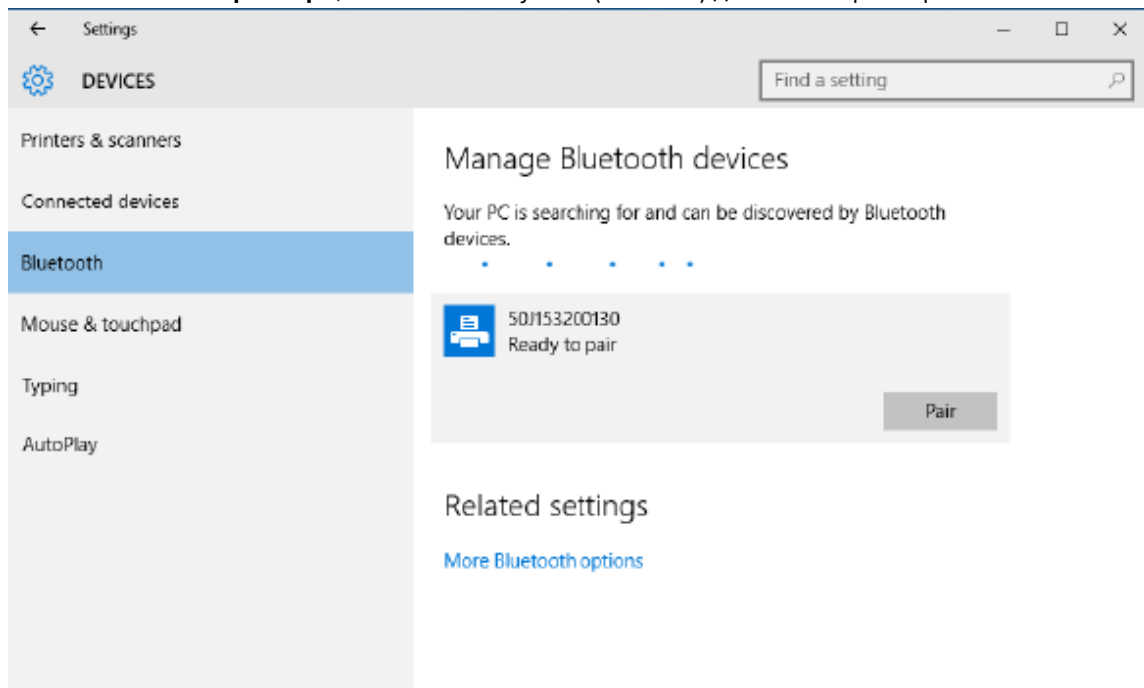 Settings
DEVICES
Find a setting
Printers & scanners
Connected devices
Bluetooth
Mouse & touchpad
Typing
AutoPlay
Manage Bluetooth devices
Your PC is searching for and can be discovered by Bluetooth
devices.
50J153200130
Ready to pair
Pair
Related settings
More Bluetooth options